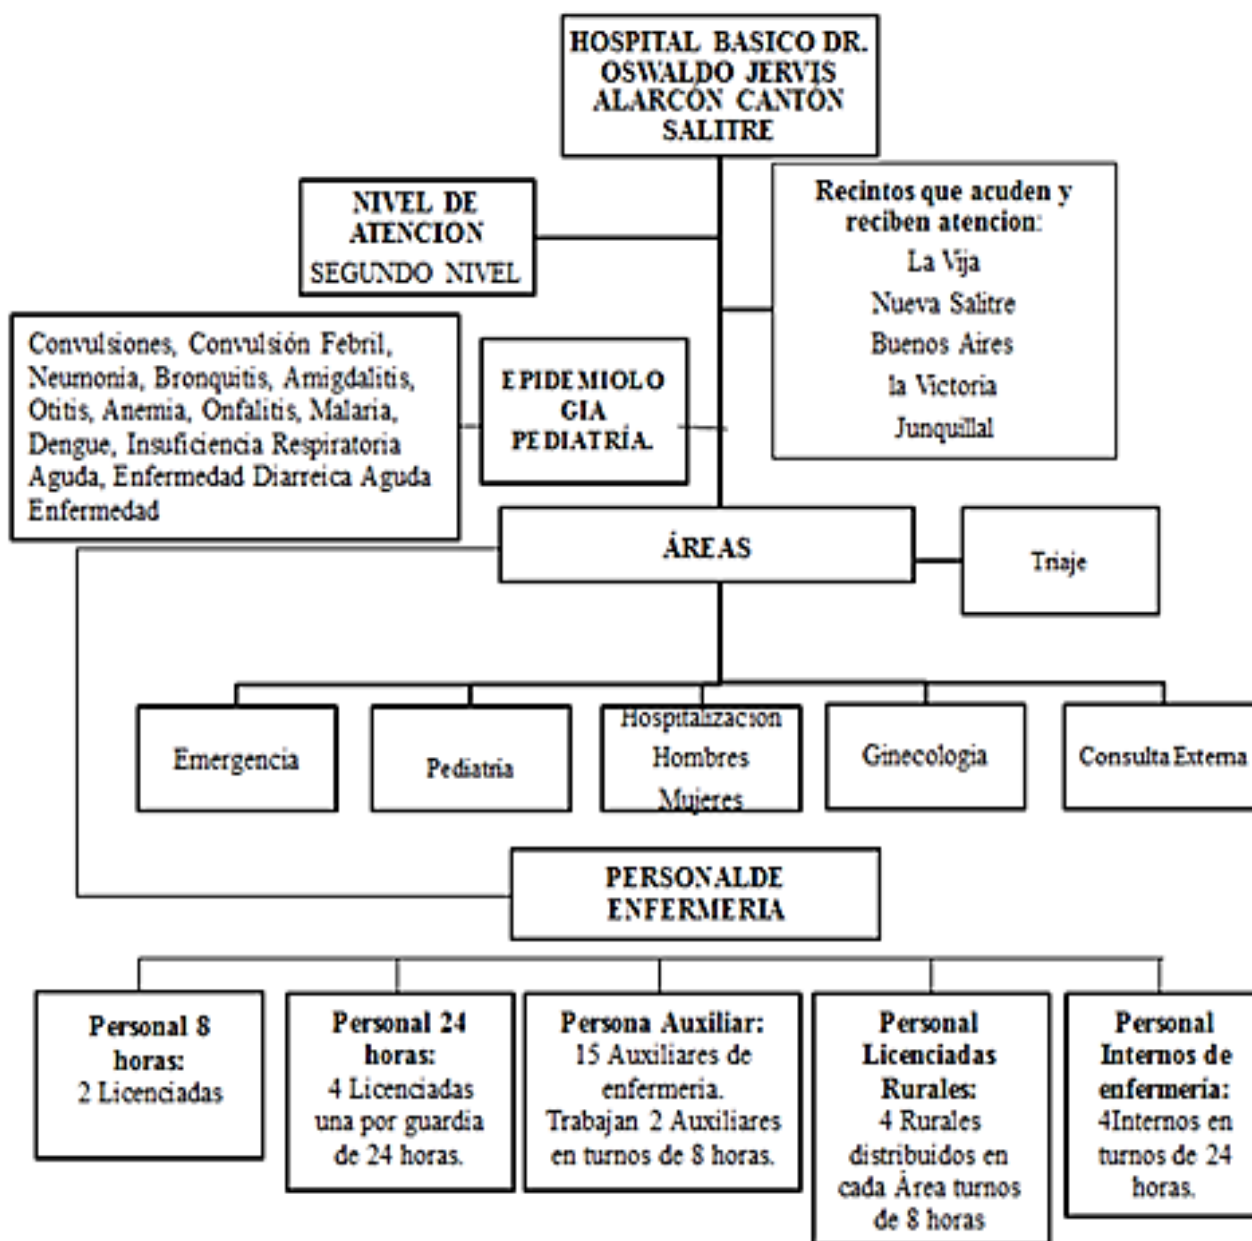 HOSPITAL BASICO DR.
OSWALDO JERVIS
ALARCÓN CANTÓN
SALITRE
NIVEL DE
ATENCION
SEGUNDO NIVEL
Recintos que acuden y
reciben atencion:
La Vija
Nueva Salitre
Buenos Aires
la Victoria
Junquillal
Convulsiones, Convulsión Febril,
Neumonia, Bronquitis, Amigdalitis,
Otitis, Anemia, Onfalitis, Malaria,
Dengue, Insuficiencia Respiratoria
Aguda, Enfermedad Diarreica Aguda
Enfermedad
EPIDEMIOLO
GIA
PEDIATRÍA.
ÁREAS
Triaje
Emergencia
Pediatria
Hospitalizacion
Hombres
Mujeres
Ginecologia
Consulta Externa
PERSONALDE
ENFERMERIA
Personal 8
horas:
2 Licenciadas
Personal 24
horas:
4 Licenciadas
una por guardia
de 24 horas.
Persona Auxiliar:
15 Auxiliares de
enfermeria.
Trabajan 2 Auxiliares
en turnos de 8 horas.
Personal
Licenciadas
Rurales:
4 Rurales
distribuidos en
cada Área turnos
de 8 horas
Personal
Internos de
enfermería:
4Internos en
turnos de 24
horas.